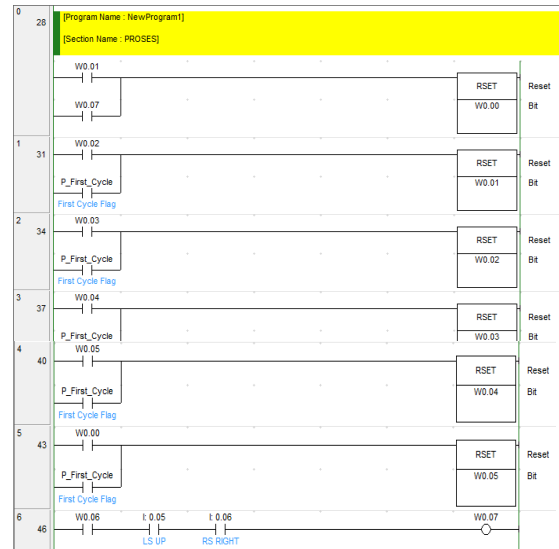 0
28
[Program Name : NewProgram1]
[Section Name : PROSES]
W0.01
RSET
Reset
W0.07
W0.00
Bit
1
31
W0.02
RSET
Reset
P_First_Cycle
W0.01
Bit
First Cycle Flag
2
34
W0.03
RSET
Reset
P_First_Cycle
W0.02
Bit
First Cycle Flag
3
37
W0.04
RSET
Reset
P_First_Cycle
W0.03
Bit
4
40
W0.05
RSET
Reset
P_First_Cycle
W0.04
Bit
First Cycle Flag
5
43
W0.00
RSET
Reset
P_First_Cycle
W0.05
Bit
First Cycle Flag
6
46
W0.06 I: 0.05 I: 0.06 W0.07
LS UP RS RIGHT